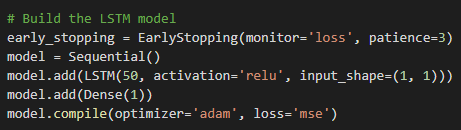 # Build the LSTM model
early_stopping = EarlyStopping(monitor='loss', patience=3)
model = Sequential()
model.add(LSTM(50, activation='relu', input_shape=(1, 1)))
model.add(Dense(1))
model.compile(optimizer='adam', loss='mse')